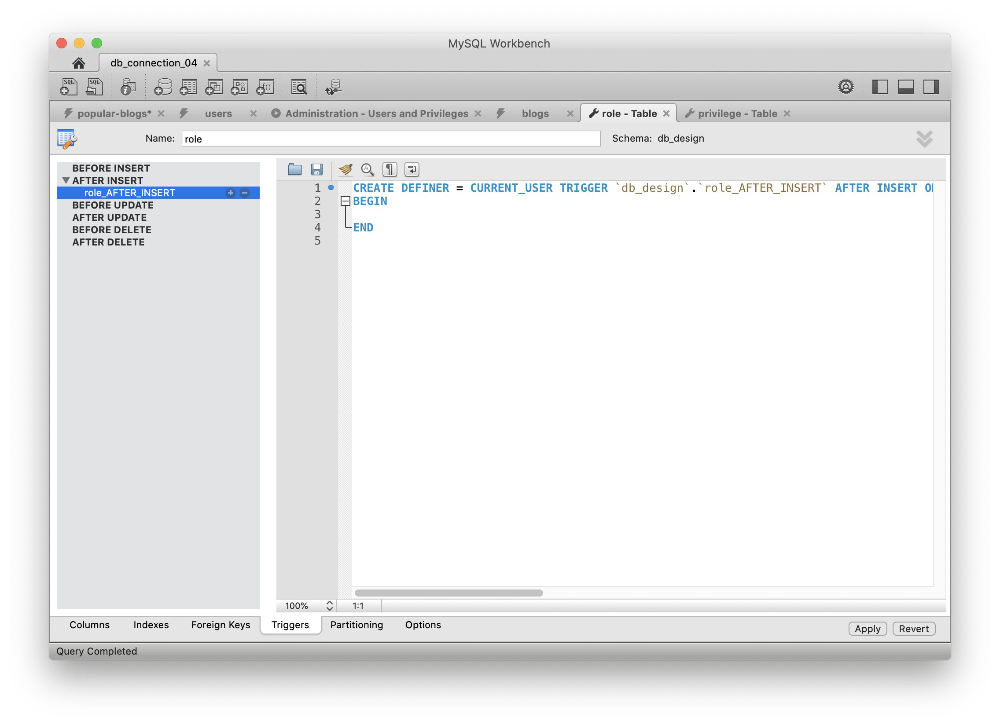 MySQL Workbench
db_connection_04
SQL SQL i f()
popular-blogs* users Administration - Users and Privileges blogs role - Table privilege - Table
Name: role Schema: db_design
BEFORE INSERT
AFTER INSERT
role_AFTER_INSERT
BEFORE UPDATE
AFTER UPDATE
BEFORE DELETE
AFTER DELETE
1 CREATE DEFINER = CURRENT_USER TRIGGER `db_design`.`role_AFTER_INSERT` AFTER INSERT
2 BEGIN
3
4 END
5
100% 1:1
Columns Indexes Foreign Keys Triggers Partitioning Options Apply Revert
Query Completed